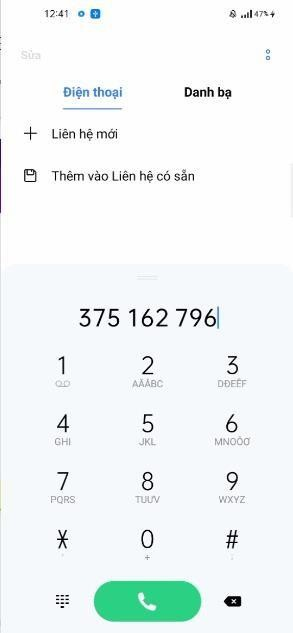 12:41 47%
Sửa
Điện thoại Danh bạ
Liên hệ mới
Thêm vào Liên hệ có sẵn
375 162 796
1 2 3
AĂÂBC DĐEÊF
4 5 6
GHI JKL MNOÔƠ
7 8 9
PQRS TUƯV WXYZ
* 0 #
, + ;